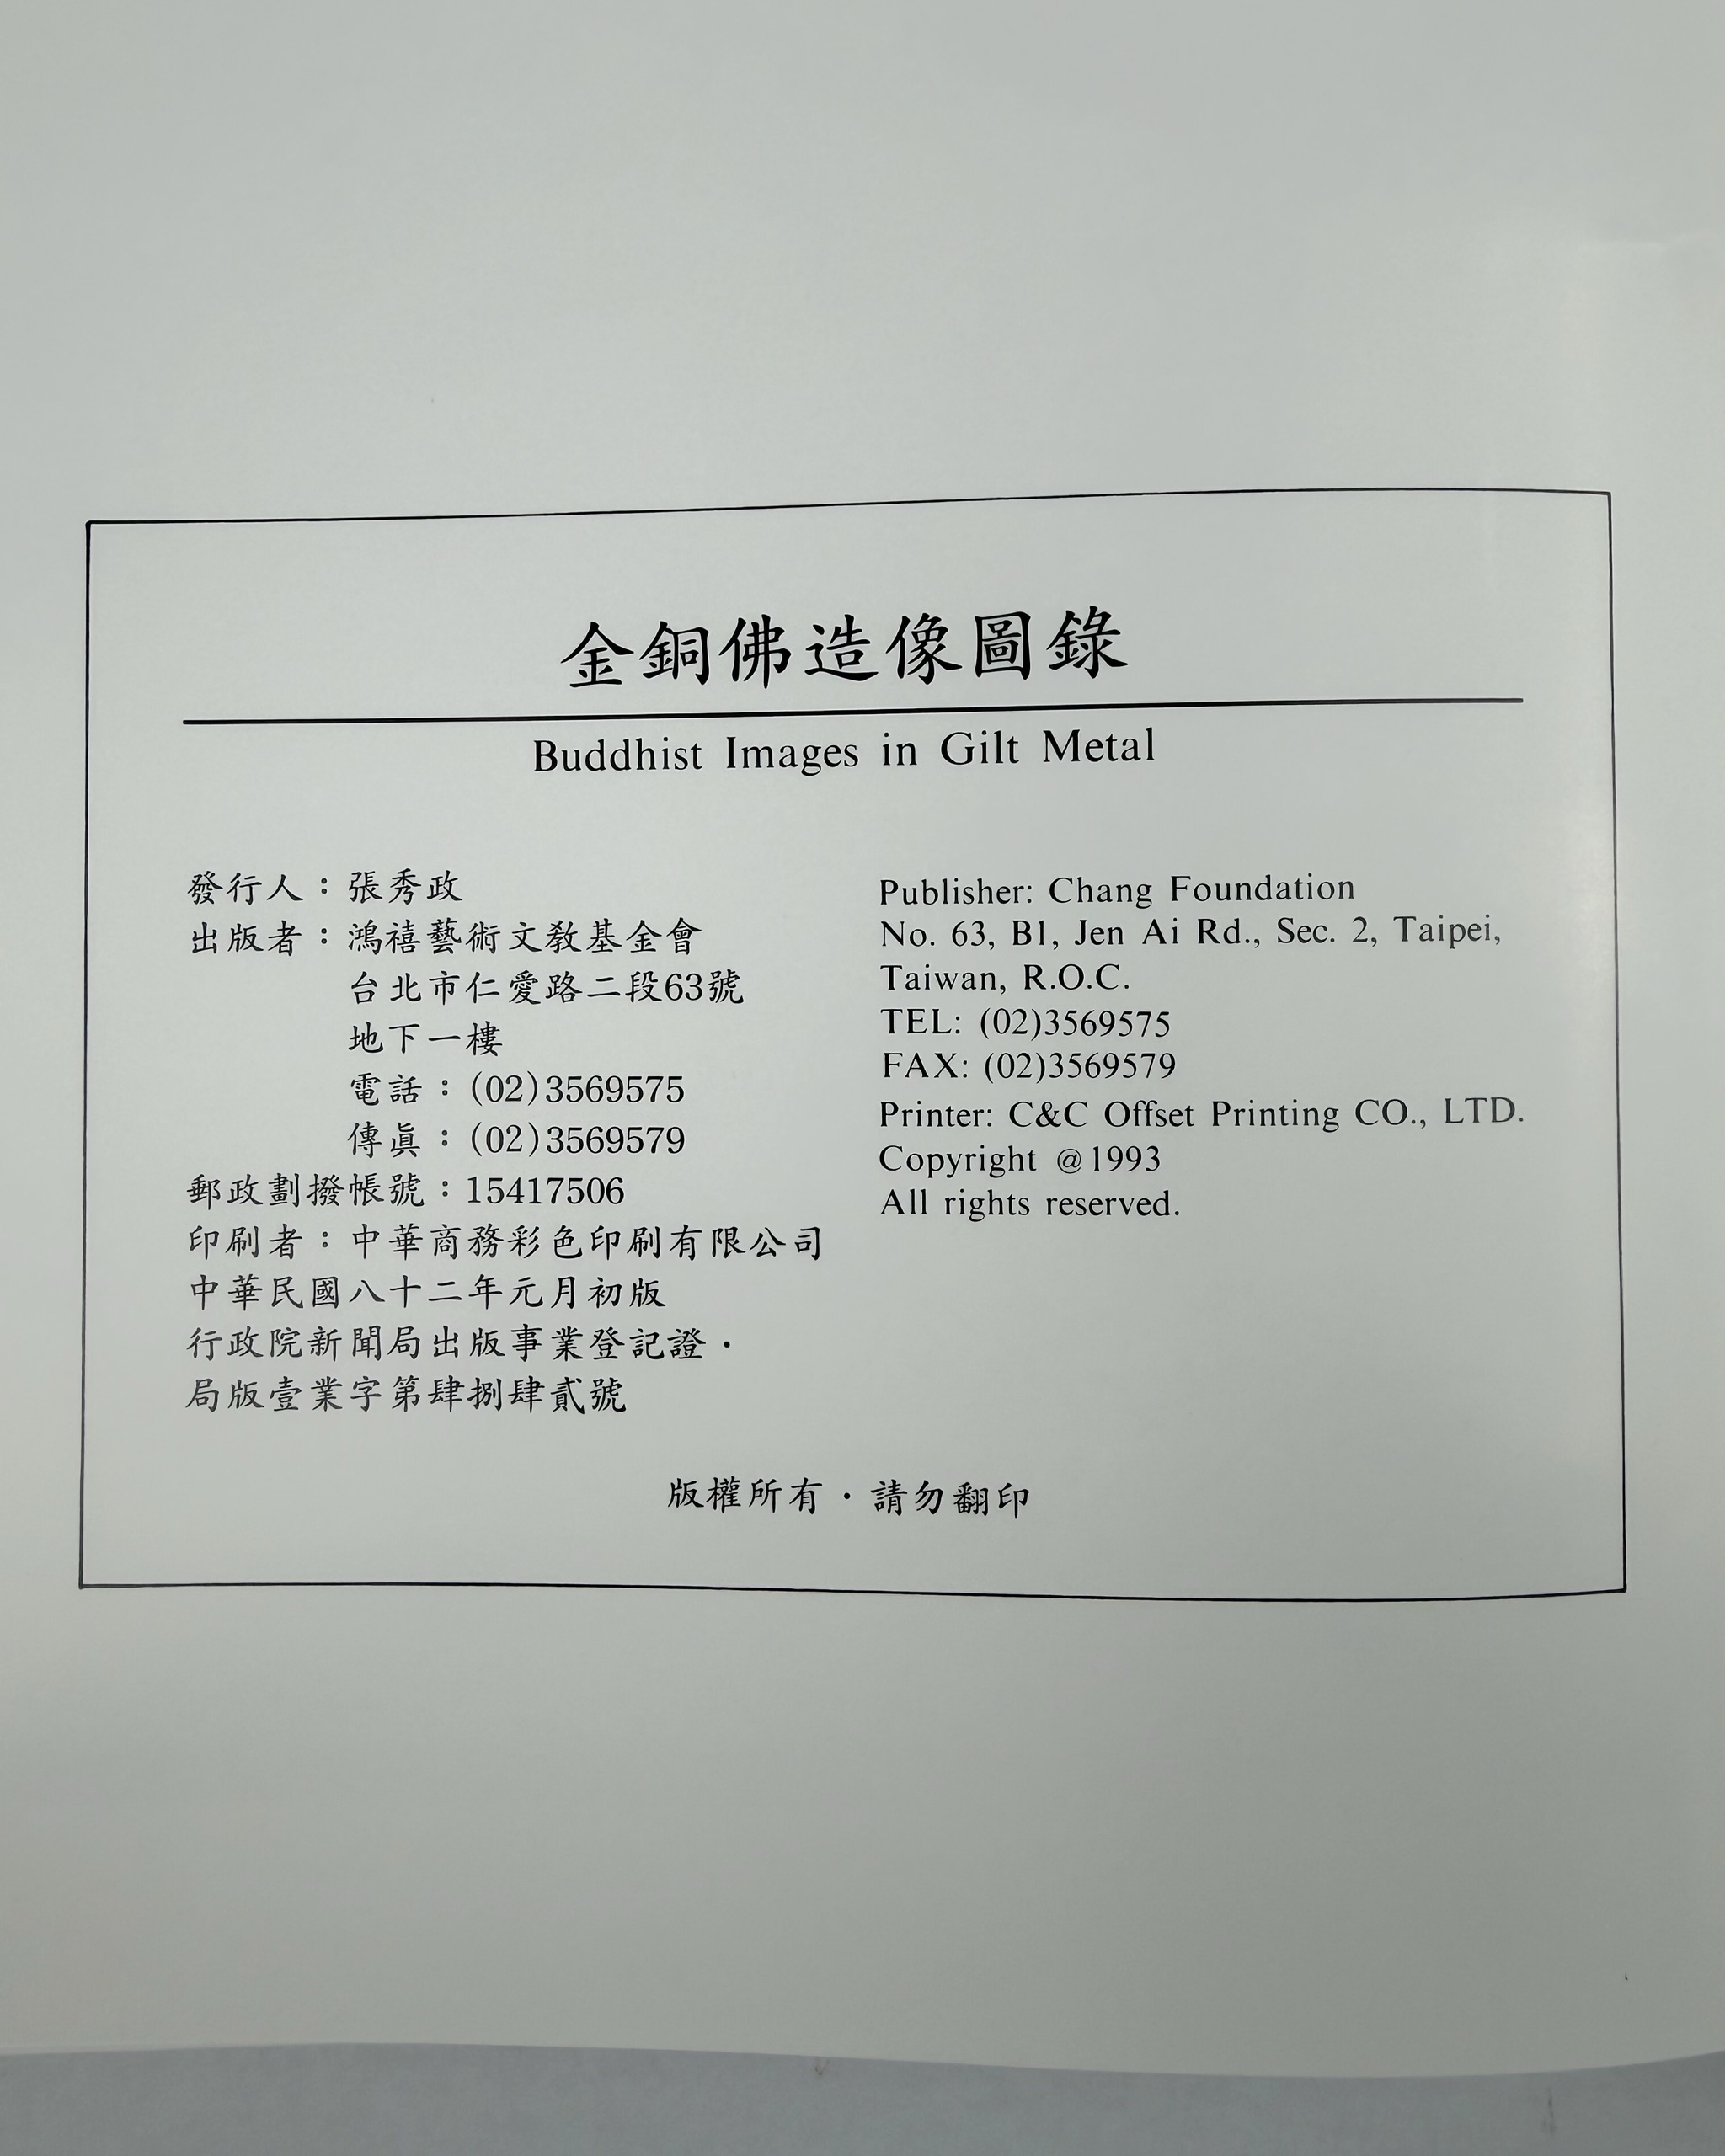 金銅佛造像圖錄
Buddhist Images in Gilt Metal
發行人：張秀政
出版者：鴻禧藝術文教基金會
台北市仁愛路二段63號
地下一樓
電話：(02)3569575
傳眞：(02)3569579
郵政劃撥帳號：15417506
印刷者：中華商務彩色印刷有限公司
中華民國八十二年元月初版
行政院新聞局出版事業登記證・
局版壹業字第肆捌肆貳號
Publisher: Chang Foundation
No. 63, B1, Jen Ai Rd., Sec. 2, Taipei,
Taiwan, R.O.C.
TEL: (02)3569575
FAX: (02)3569579
Printer: C&C Offset Printing CO., LTD.
Copyright @1993
All rights reserved.
版權所有・請勿翻印